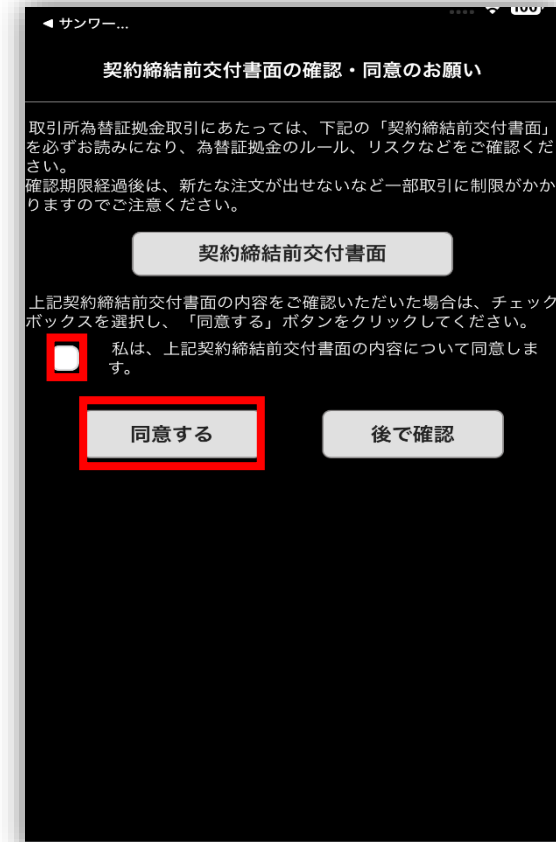 ◀ サンワー...
100
契約締結前交付書面の確認・同意のお願い
取引所為替証拠金取引にあたっては、下記の「契約締結前交付書面」
を必ずお読みになり、為替証拠金のルール、リスクなどをご確認くだ
さい。
確認期限経過後は、新たな注文が出せないなど一部取引に制限がかか
りますのでご注意ください。
契約締結前交付書面
上記契約締結前交付書面の内容をご確認いただいた場合は、チェック
ボックスを選択し、「同意する」ボタンをクリックしてください。
私は、上記契約締結前交付書面の内容について同意しま
す。
同意する
後で確認